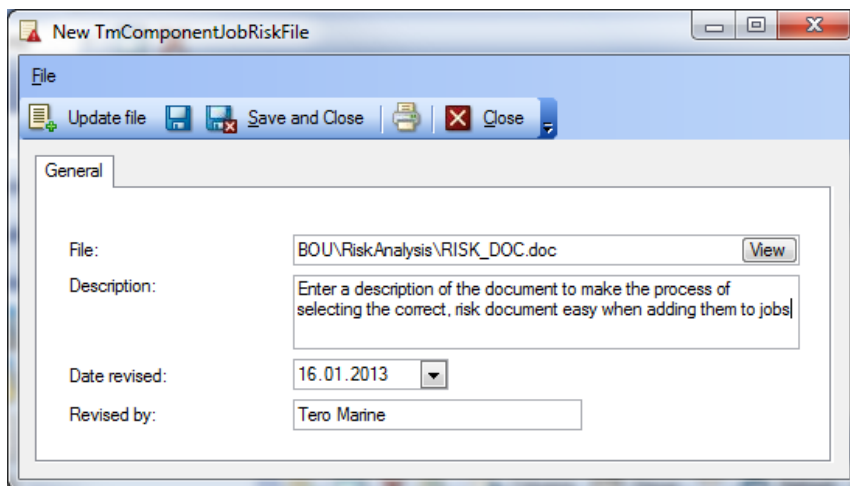 New TmComponentJobRiskFile
File
Update file Save and Close Close
General
File: BOU\RiskAnalysis\RISK_DOC.doc View
Description: Enter a description of the document to make the process of
selecting the correct, risk document easy when adding them to jobs
Date revised: 16.01.2013
Revised by: Tero Marine